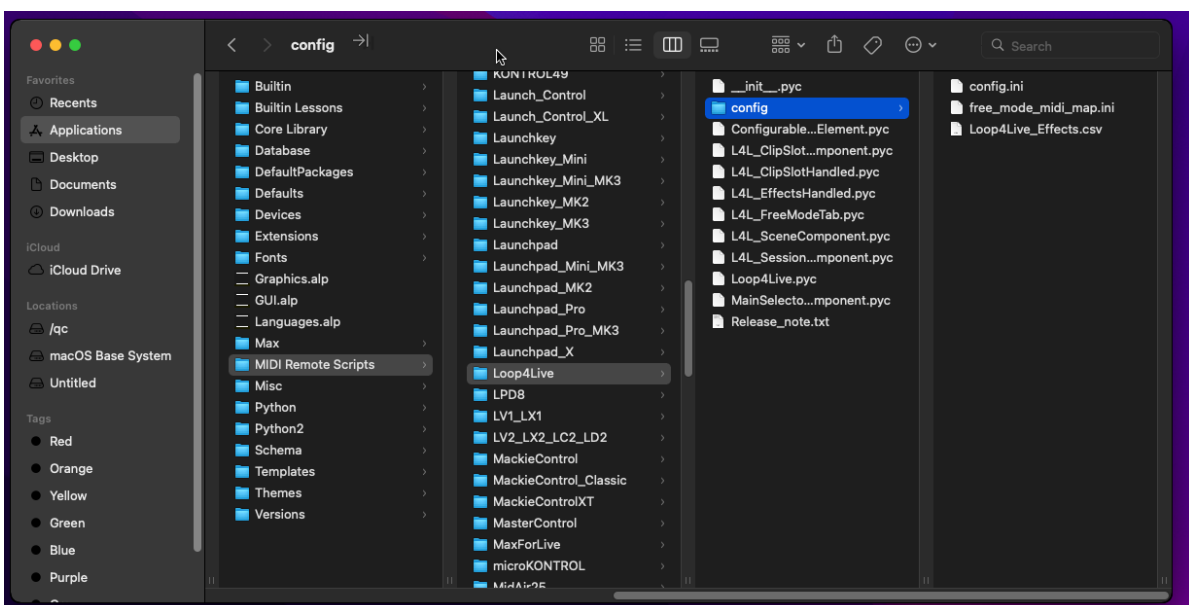 config
Search
Favorites
Recents
Applications
Desktop
Documents
Downloads
iCloud
iCloud Drive
Locations
/qc
macOS Base System
Untitled
Tags
Red
Orange
Yellow
Green
Blue
Purple
Builtin
Builtin Lessons
Core Library
Database
DefaultPackages
Defaults
Devices
Extensions
Fonts
Graphics.alp
GUI.alp
Languages.alp
Max
MIDI Remote Scripts
Misc
Python
Python2
Schema
Templates
Themes
Versions
KONTROL49
Launch_Control
Launch_Control_XL
Launchkey
Launchkey_Mini
Launchkey_Mini_MK3
Launchkey_MK2
Launchkey_MK3
Launchpad
Launchpad_Mini_MK3
Launchpad_MK2
Launchpad_Pro
Launchpad_Pro_MK3
Launchpad_X
Loop4Live
LPD8
LV1_LX1
LV2_LX2_LC2_LD2
MackieControl
MackieControl_Classic
MackieControlXT
MasterControl
MaxForLive
microKONTROL
MidAir25
__init__.pyc
config
Configurable...Element.pyc
L4L_ClipSlot...mponent.pyc
L4L_ClipSlotHandled.pyc
L4L_EffectsHandled.pyc
L4L_FreeModeTab.pyc
L4L_SceneComponent.pyc
L4L_Session...mponent.pyc
Loop4Live.pyc
MainSelecto...mponent.pyc
Release_note.txt
config.ini
free_mode_midi_map.ini
Loop4Live_Effects.csv